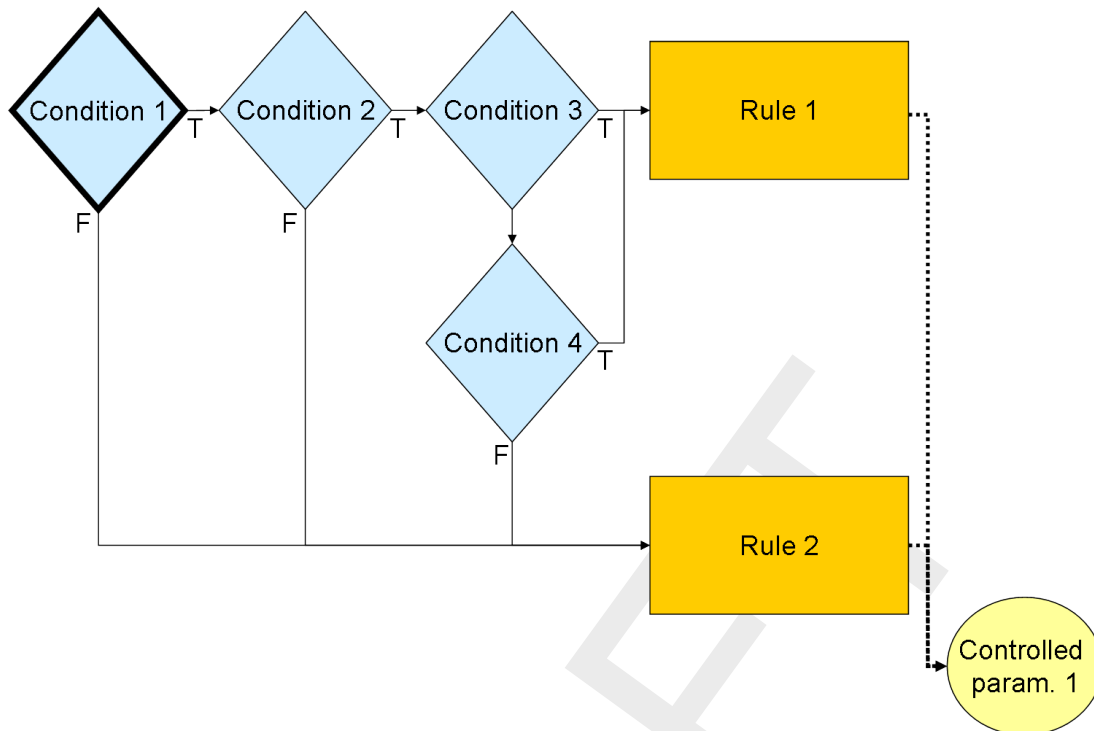 Condition 1
T
Condition 2
T
Condition 3
T
Rule 1
F
F
Condition 4
T
F
Rule 2
Controlled
param. 1